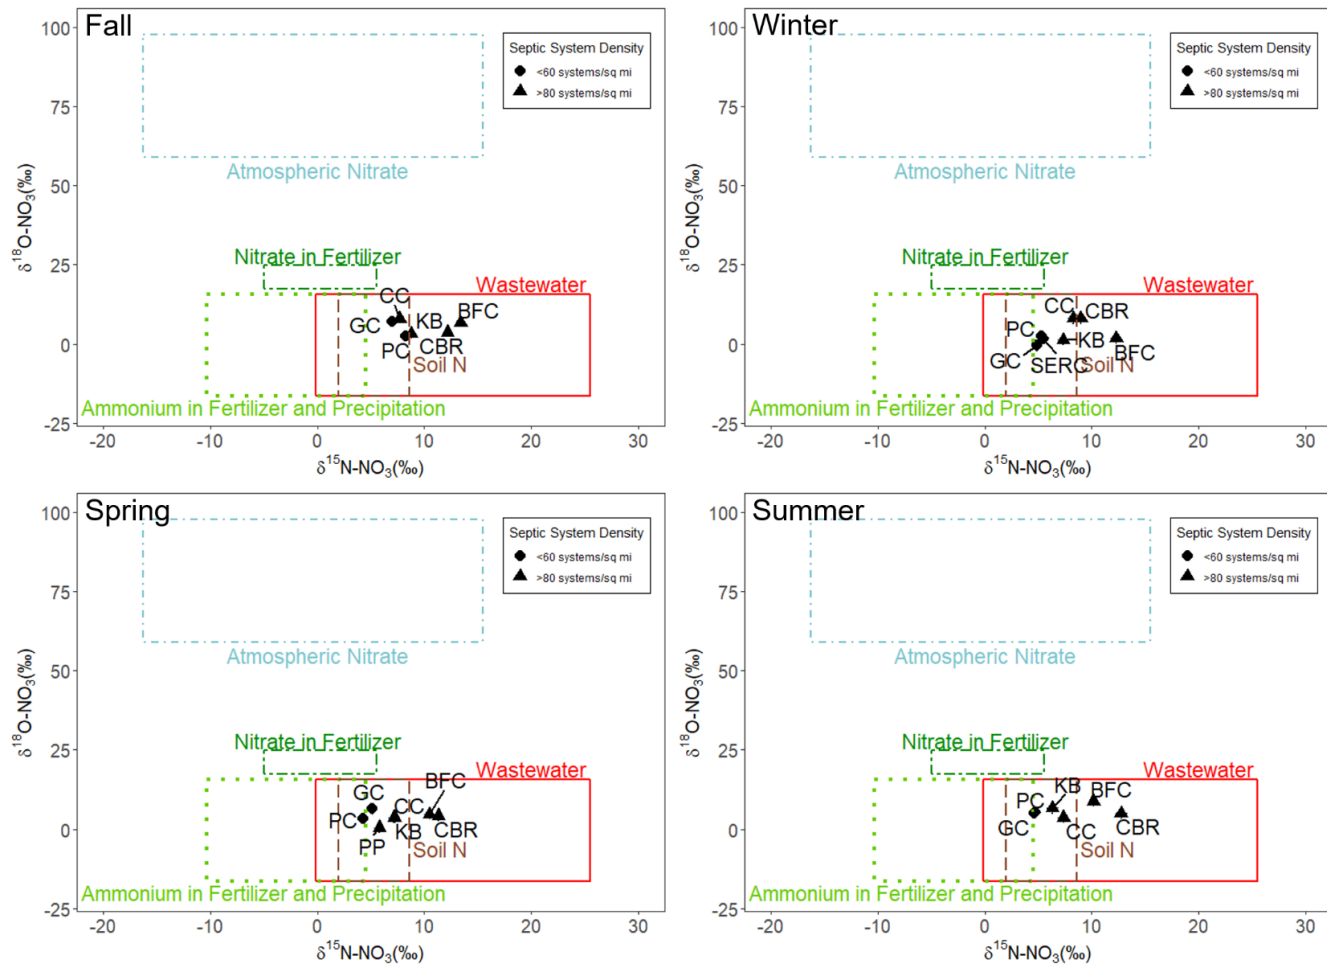 Fall
Septic System Density
<60 systems/sq mi
>80 systems/sq mi
Atmospheric Nitrate
Nitrate in Fertilizer
Wastewater
CC
GC
KB
BFC
PC
CBR
Soil N
Ammonium in Fertilizer and Precipitation
100
75
50
25
0
-25
δ18O-NO3(‰)
-20 -10 0 10 20 30
δ15N-NO3(‰)
Winter
Septic System Density
<60 systems/sq mi
>80 systems/sq mi
Atmospheric Nitrate
Nitrate in Fertilizer
Wastewater
CC
CBR
PC
KB
GC
SERC
BFC
Soil N
Ammonium in Fertilizer and Precipitation
100
75
50
25
0
-25
δ18O-NO3(‰)
-20 -10 0 10 20 30
δ15N-NO3(‰)
Spring
Septic System Density
<60 systems/sq mi
>80 systems/sq mi
Atmospheric Nitrate
Nitrate in Fertilizer
Wastewater
BFC
GC
CC
PC
KB
CBR
PP
Soil N
Ammonium in Fertilizer and Precipitation
100
75
50
25
0
-25
δ18O-NO3(‰)
-20 -10 0 10 20 30
δ15N-NO3(‰)
Summer
Septic System Density
<60 systems/sq mi
>80 systems/sq mi
Atmospheric Nitrate
Nitrate in Fertilizer
Wastewater
KB
BFC
PC
GC
CC
CBR
Soil N
Ammonium in Fertilizer and Precipitation
100
75
50
25
0
-25
δ18O-NO3(‰)
-20 -10 0 10 20 30
δ15N-NO3(‰)